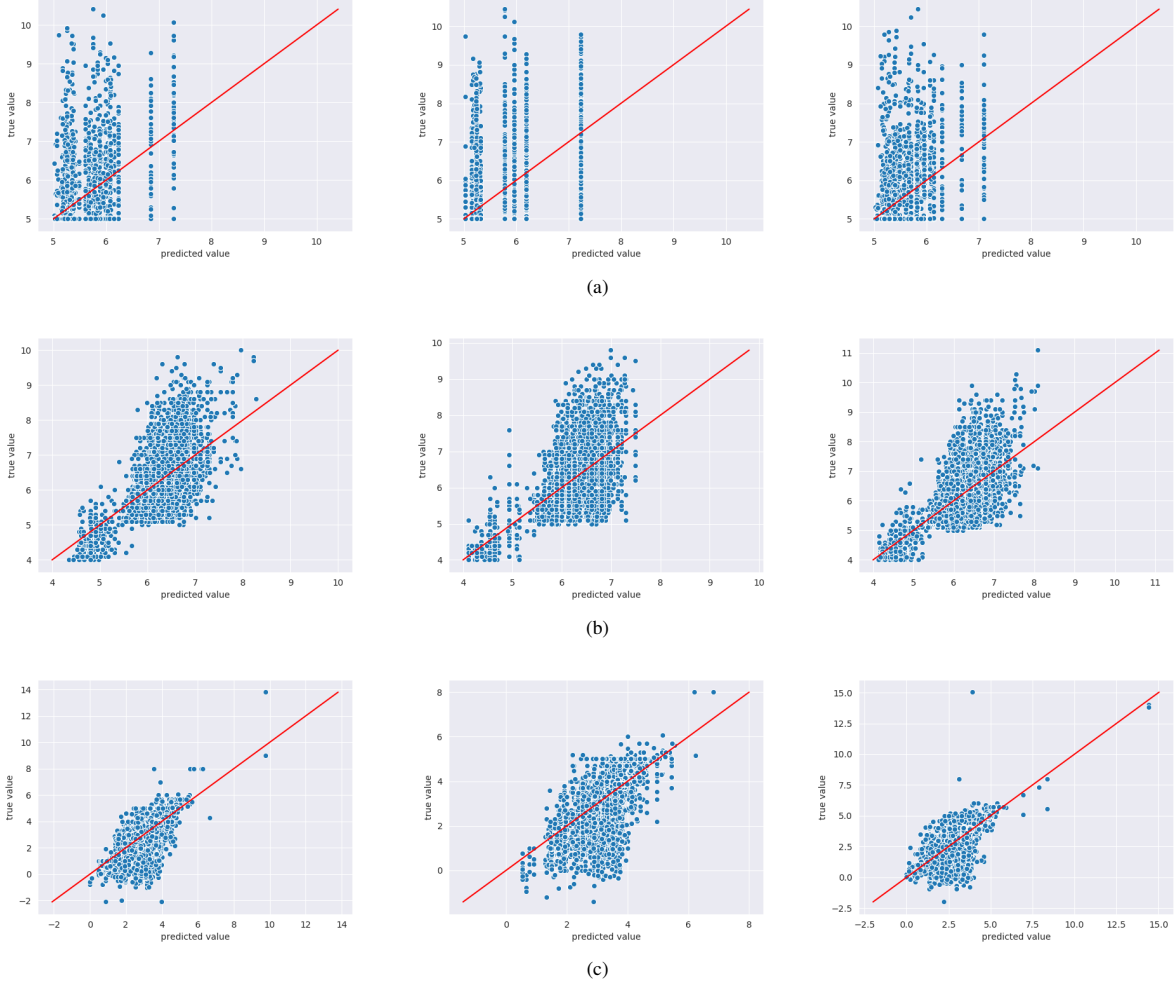 10
9
8
7
6
5
true value
5 6 7 8 9 10
predicted value
10
9
8
7
6
5
true value
5 6 7 8 9 10
predicted value
10
9
8
7
6
5
true value
5 6 7 8 9 10
predicted value
(a)
10
9
8
7
6
5
4
true value
4 5 6 7 8 9 10
predicted value
10
9
8
7
6
5
4
true value
4 5 6 7 8 9 10
predicted value
11
10
9
8
7
6
5
4
true value
4 5 6 7 8 9 10 11
predicted value
(b)
14
12
10
8
6
4
2
0
−2
true value
−2 0 2 4 6 8 10 12 14
predicted value
8
6
4
2
0
true value
0 2 4 6 8
predicted value
15.0
12.5
10.0
7.5
5.0
2.5
0.0
−2.5
true value
−2.5 0.0 2.5 5.0 7.5 10.0 12.5 15.0
predicted value
(c)